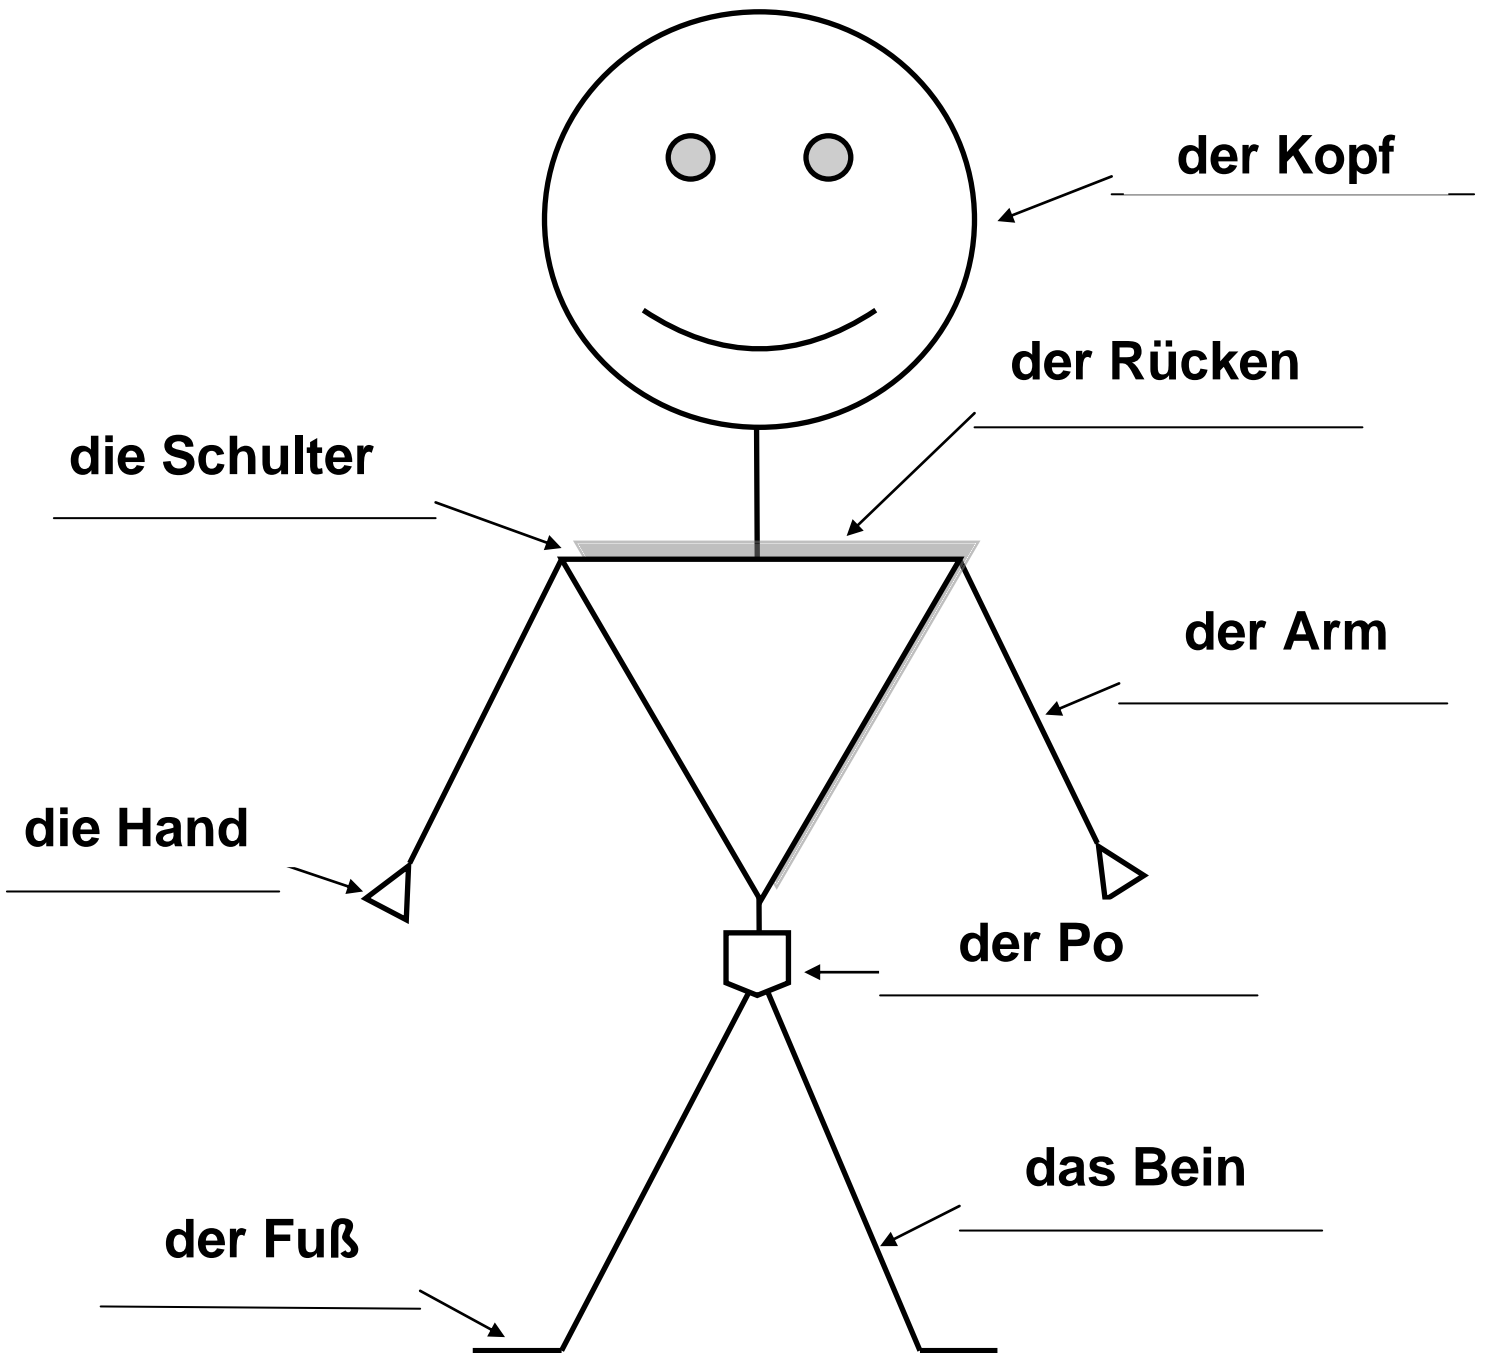 der Kopf
der Rücken
die Schulter
der Arm
die Hand
der Po
das Bein
der Fuß